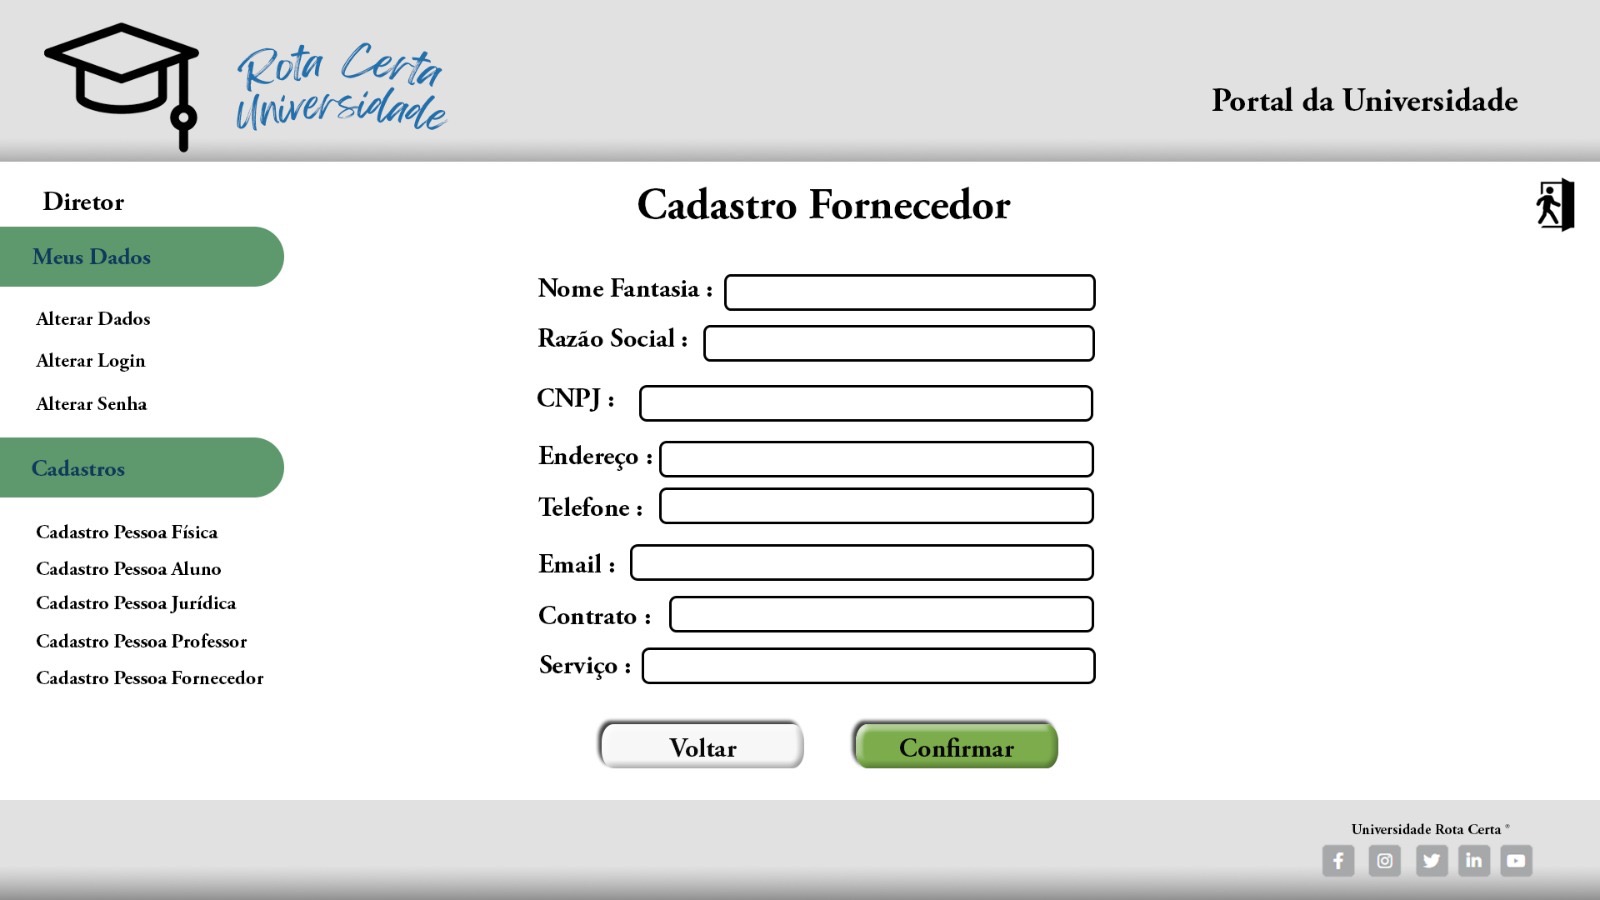 Rota Certa
Universidade
Portal da Universidade
Diretor
Meus Dados
Alterar Dados
Alterar Login
Alterar Senha
Cadastros
Cadastro Pessoa Física
Cadastro Pessoa Aluno
Cadastro Pessoa Jurídica
Cadastro Pessoa Professor
Cadastro Pessoa Fornecedor
Cadastro Fornecedor
Nome Fantasia :
Razão Social :
CNPJ :
Endereço :
Telefone :
Email :
Contrato :
Serviço :
Voltar
Confirmar
Universidade Rota Certa ®